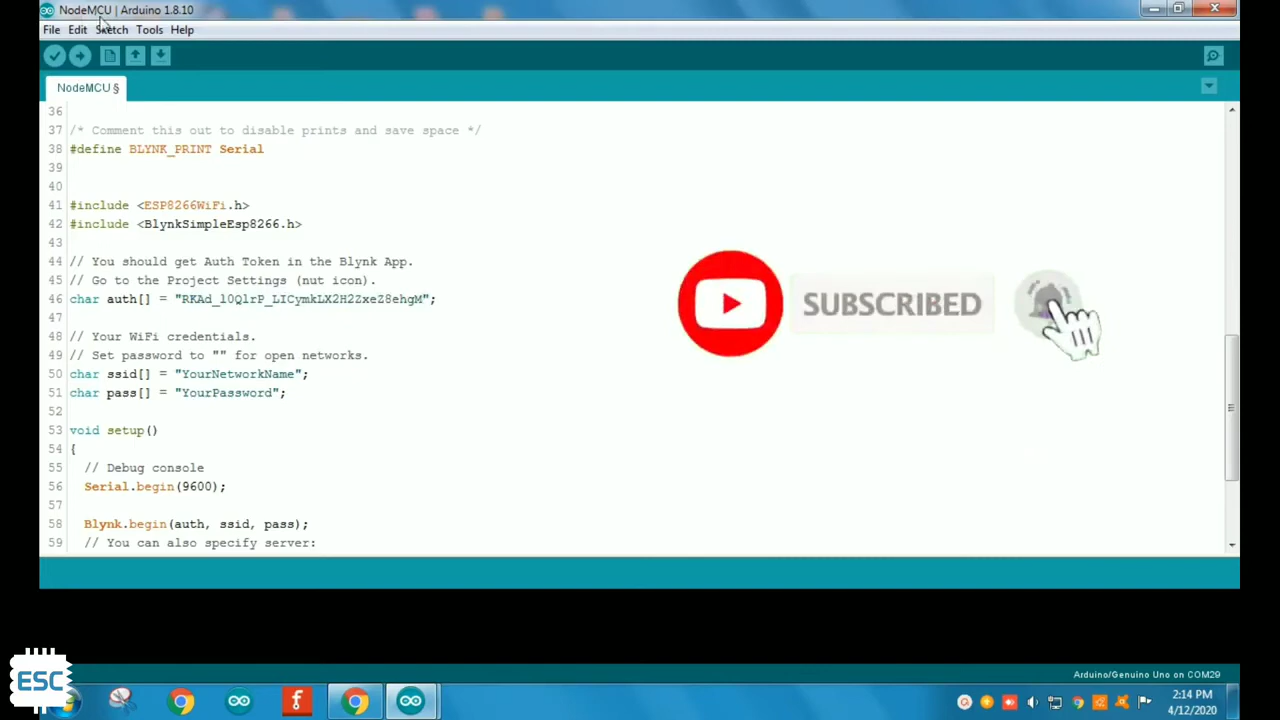 NodeMCU | Arduino 1.8.10
File Edit Sketch Tools Help
NodeMCU §
36
37 /* Comment this out to disable prints and save space */
38 #define BLYNK_PRINT Serial
39
40
41 #include <ESP8266WiFi.h>
42 #include <BlynkSimpleEsp8266.h>
43
44 // You should get Auth Token in the Blynk App.
45 // Go to the Project Settings (nut icon).
46 char auth[] = "RKAd_l0QlrP_LICymkLX2H2ZxeZ8ehgM";
47
48 // Your WiFi credentials.
49 // Set password to "" for open networks.
50 char ssid[] = "YourNetworkName";
51 char pass[] = "YourPassword";
52
53 void setup()
54 {
55 // Debug console
56 Serial.begin(9600);
57
58 Blynk.begin(auth, ssid, pass);
59 // You can also specify server:
SUBSCRIBED
Arduino/Genuino Uno on COM29
ESC
2:14 PM
4/12/2020